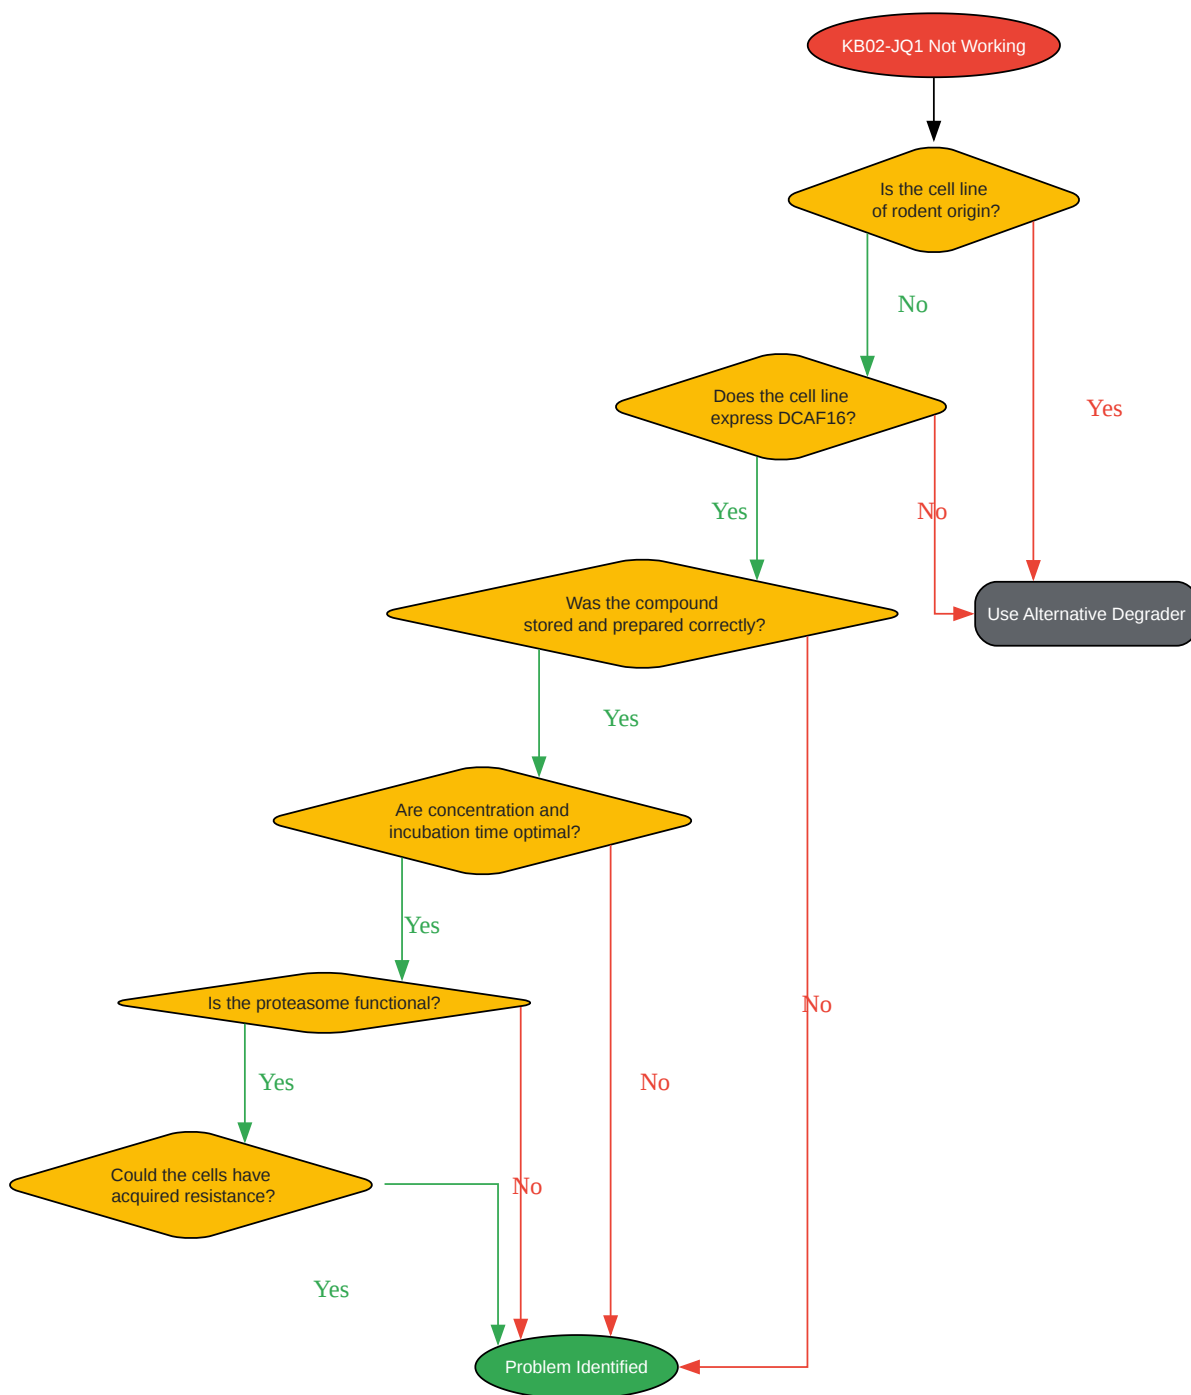 KB02-JQ1 Not Working
Is the cell line
of rodent origin?
No
Does the cell line
express DCAF16?
Yes
Yes
No
Was the compound
stored and prepared correctly?
Use Alternative Degrader
Yes
Are concentration and
incubation time optimal?
Yes
Is the proteasome functional?
No
Yes
No
Could the cells have
acquired resistance?
No
Yes
Problem Identified